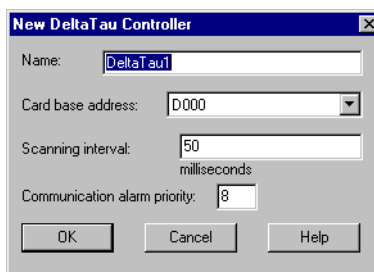 New DeltaTau Controller
Name: DeltaTau1
Card base address: D000
Scanning interval: 50
milliseconds
Communication alarm priority: 8
OK Cancel Help